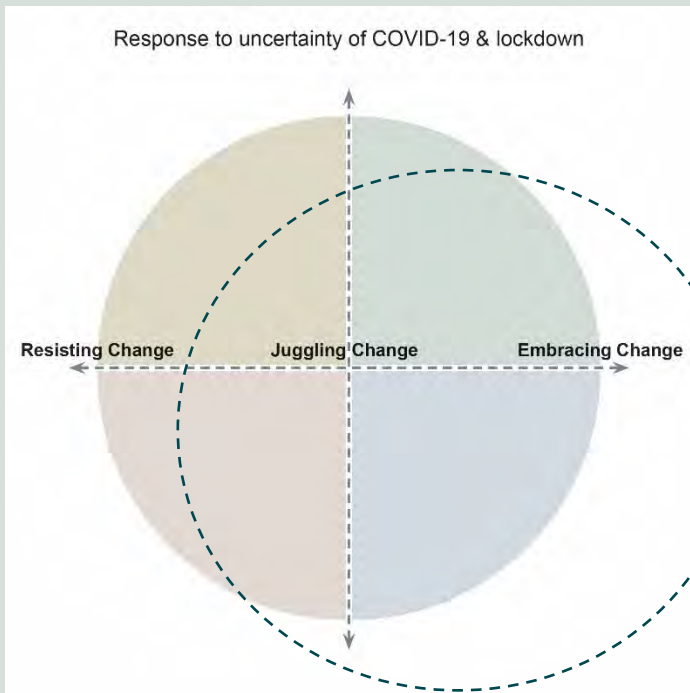 Response to uncertainty of COVID-19 & lockdown
Resisting Change Juggling Change Embracing Change